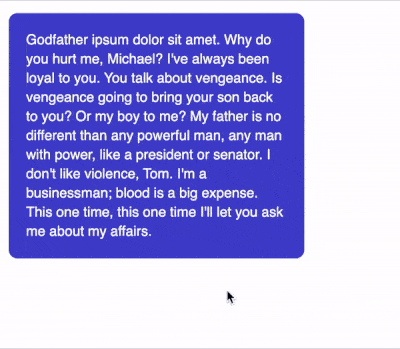 Godfather ipsum dolor sit amet. Why do
you hurt me, Michael? I've always been
loyal to you. You talk about vengeance. Is
vengeance going to bring your son back
to you? Or my boy to me? My father is no
different than any powerful man, any man
with power, like a president or senator. I
don't like violence, Tom. I'm a
businessman; blood is a big expense.
This one time, this one time I'll let you ask
me about my affairs.